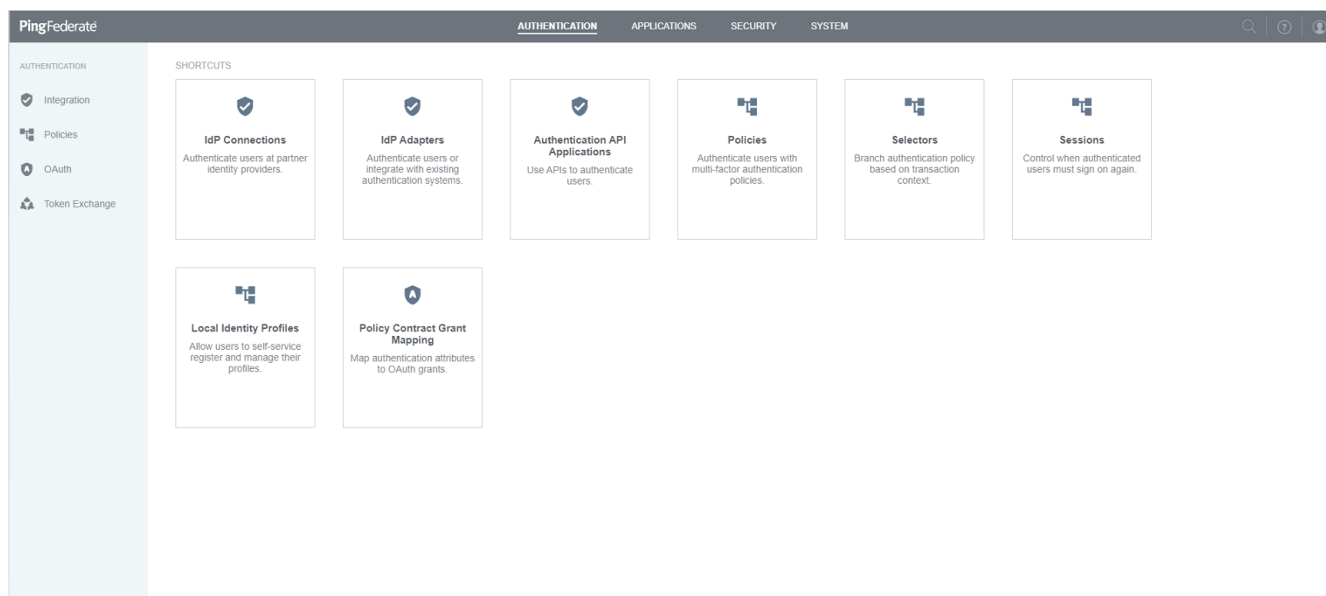 PingFederate
AUTHENTICATION APPLICATIONS SECURITY SYSTEM
AUTHENTICATION
Integration
Policies
OAuth
Token Exchange
SHORTCUTS
IdP Connections
Authenticate users at partner
identity providers.
IdP Adapters
Authenticate users or
integrate with existing
authentication systems.
Authentication API
Applications
Use APIs to authenticate
users.
Policies
Authenticate users with
multi-factor authentication
policies.
Selectors
Branch authentication policy
based on transaction
context.
Sessions
Control when authenticated
users must sign on again.
Local Identity Profiles
Allow users to self-service
register and manage their
profiles.
Policy Contract Grant
Mapping
Map authentication attributes
to OAuth grants.